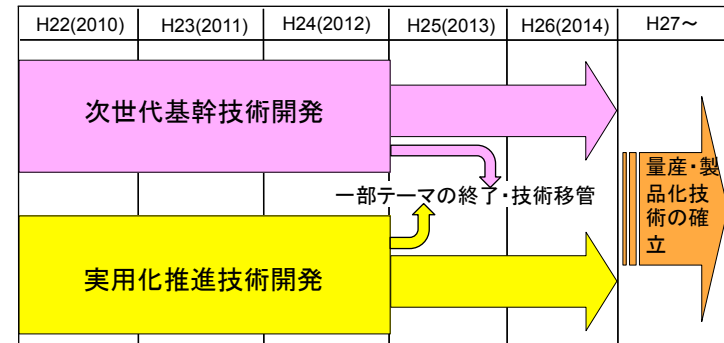 H22(2010) H23(2011) H24(2012) H25(2013) H26(2014) H27～
次世代基幹技術開発
一部テーマの終了・技術移管
実用化推進技術開発
量産・製
品化技
術の確
立